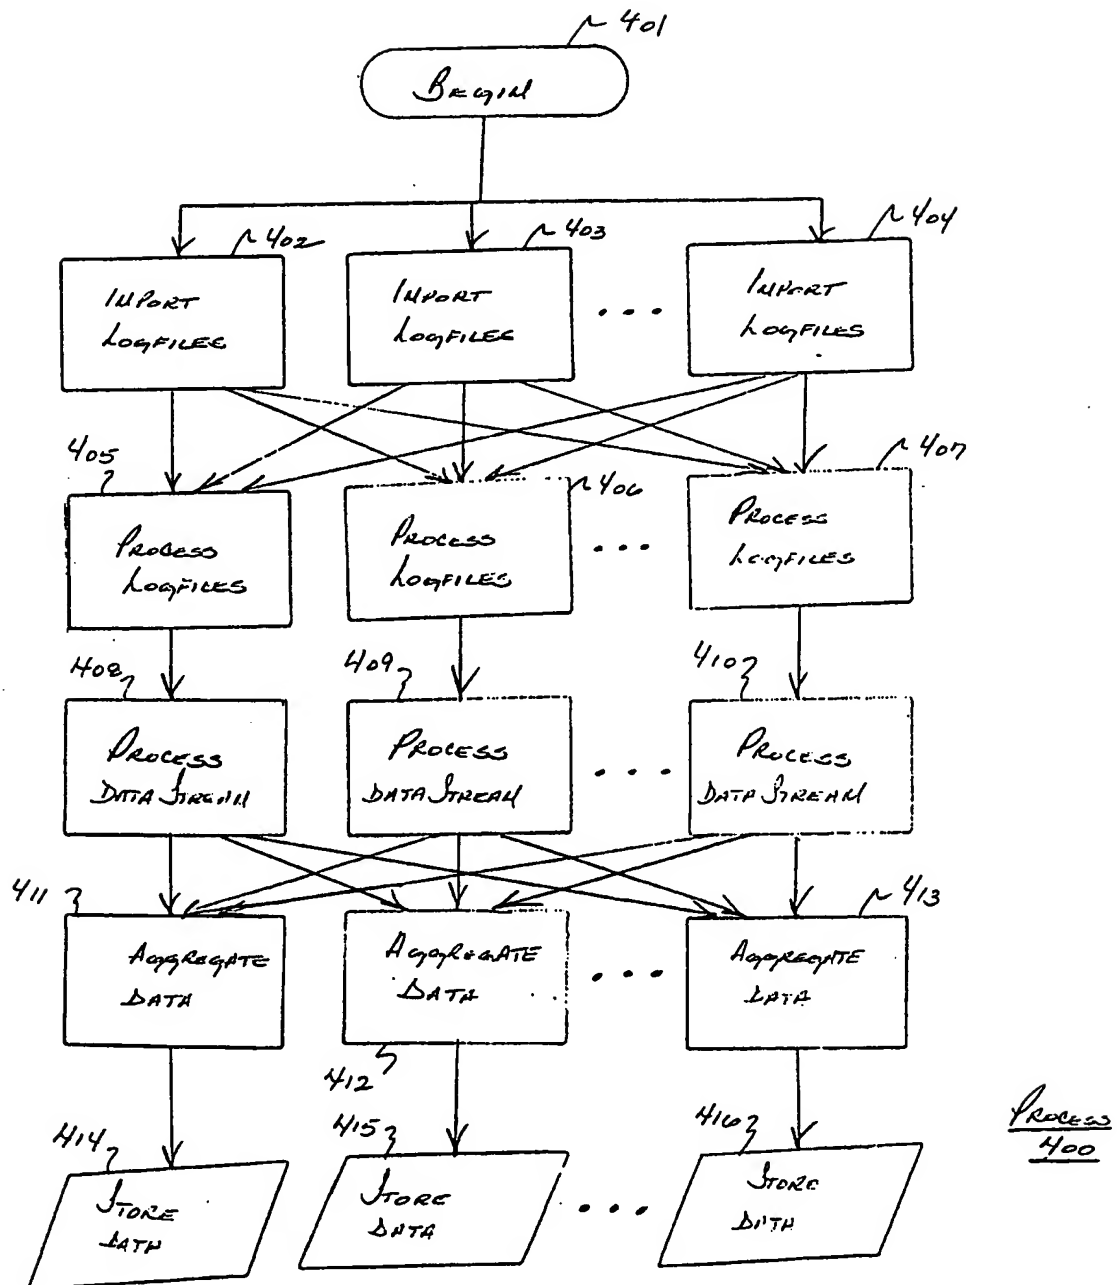 401
BEGIN
402
403
404
IMPORT
LOGFILES
IMPORT
LOGFILES
IMPORT
LOGFILES
405
406
407
PROCESS
LOGFILES
PROCESS
LOGFILES
PROCESS
LOGFILES
408
409
410
PROCESS
DATA STREAM
PROCESS
DATA STREAM
PROCESS
DATA STREAM
411
413
AGGREGATE
DATA
AGGREGATE
DATA
AGGREGATE
DATA
412
414
415
416
STORE
DATA
STORE
DATA
STORE
DATA
PROCESS
400